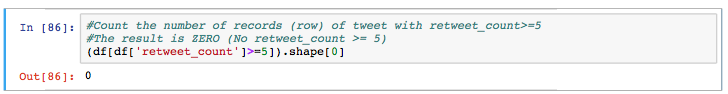 In [86]: #Count the number of records (row) of tweet with retweet_count>=5
#The result is ZERO (No retweet_count >= 5)
(df[df['retweet_count']>=5]).shape[0]
Out[86]: 0